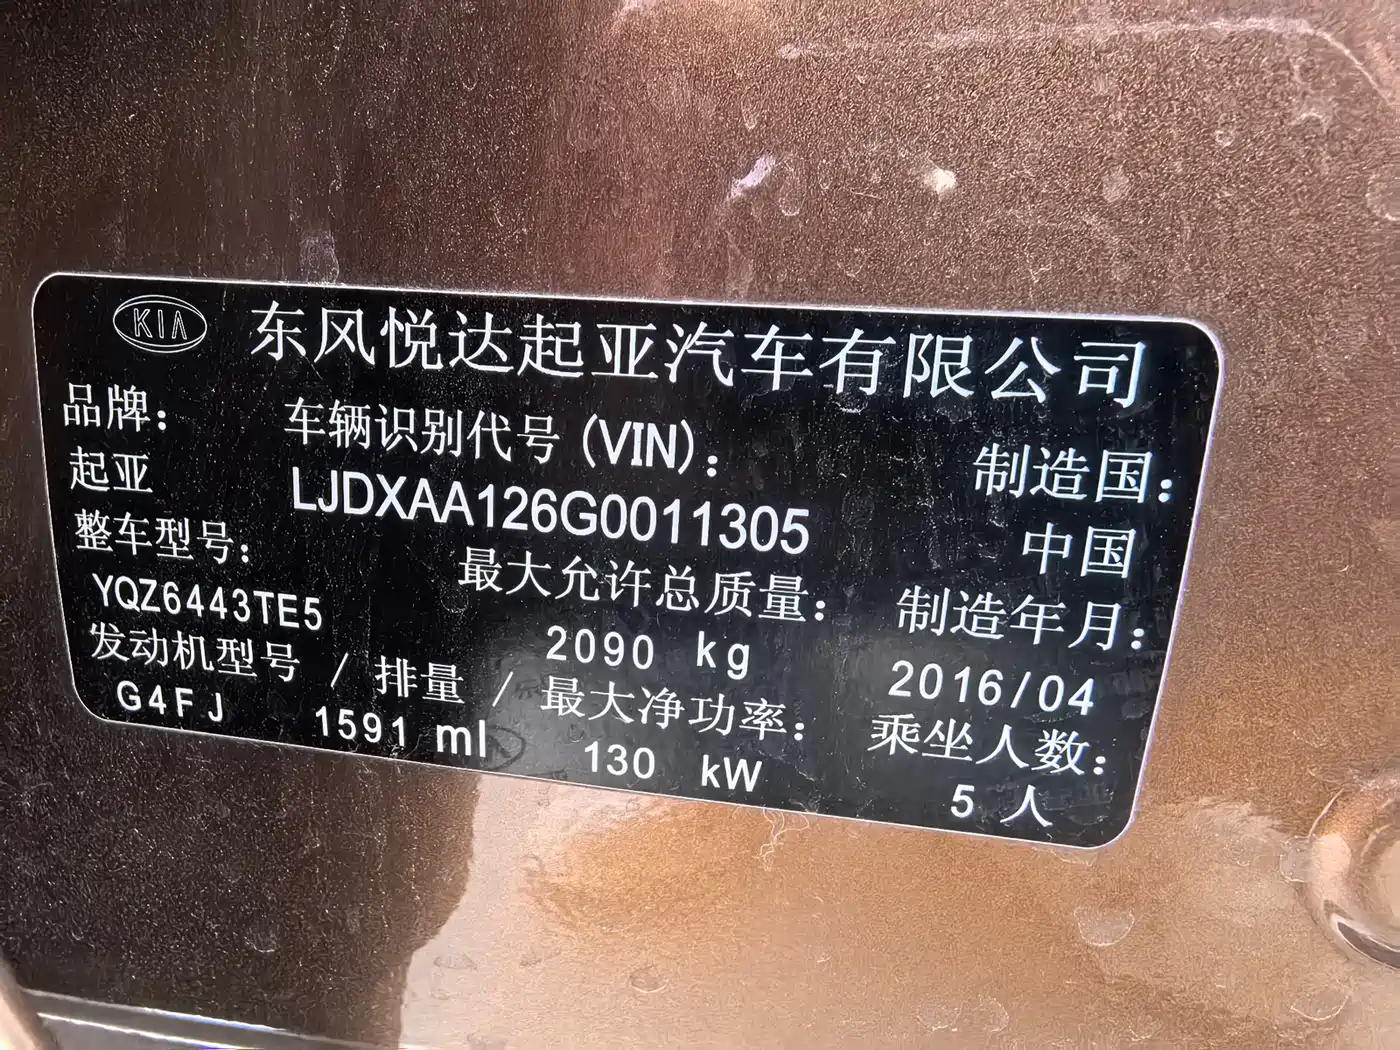 KIA 东风悦达起亚汽车有限公司
品牌： 车辆识别代号 (VIN)： 制造国：
起亚 LJDXAA126G0011305 中国
整车型号： 最大允许总质量： 制造年月：
YQZ6443TE5 2090 kg 2016/04
发动机型号 / 排量 / 最大净功率： 乘坐人数：
G4FJ 1591 ml 130 kW 5 人